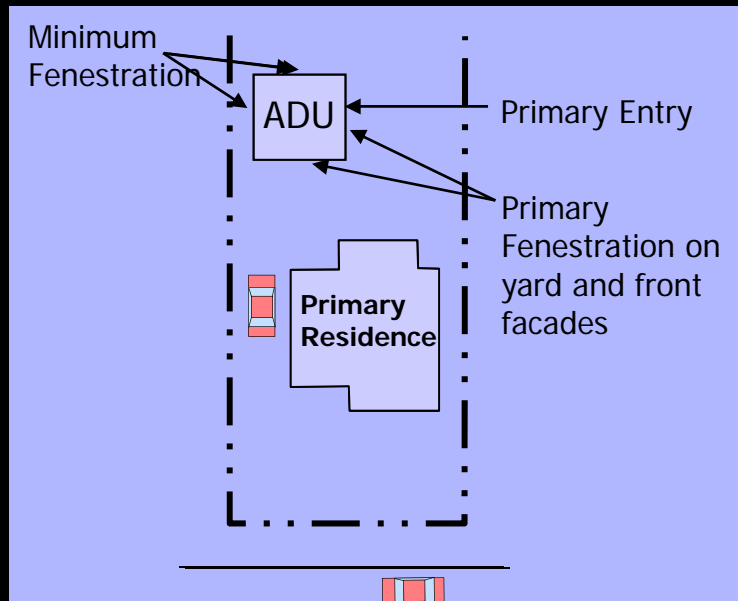 Minimum
Fenestration
ADU
Primary Entry
Primary
Fenestration on
yard and front
facades
Primary
Residence